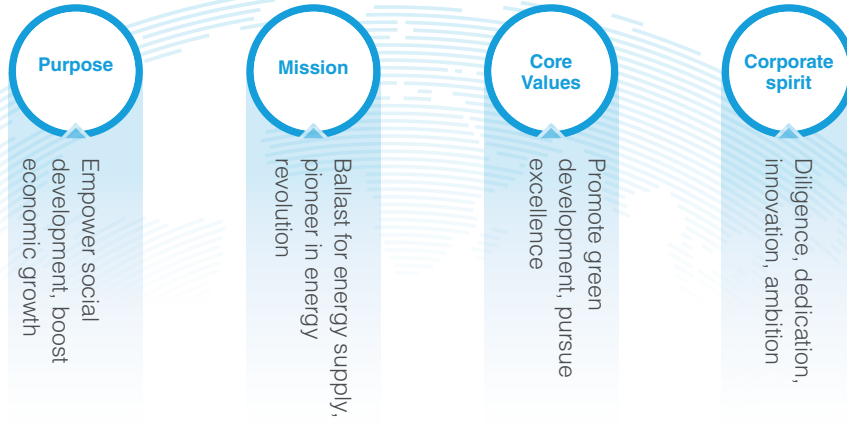 Purpose
Empower social
development, boost
economic growth
Mission
Ballast for energy supply,
pioneer in energy
revolution
Core
Values
Promote green
development, pursue
excellence
Corporate
spirit
Diligence, dedication,
innovation, ambition